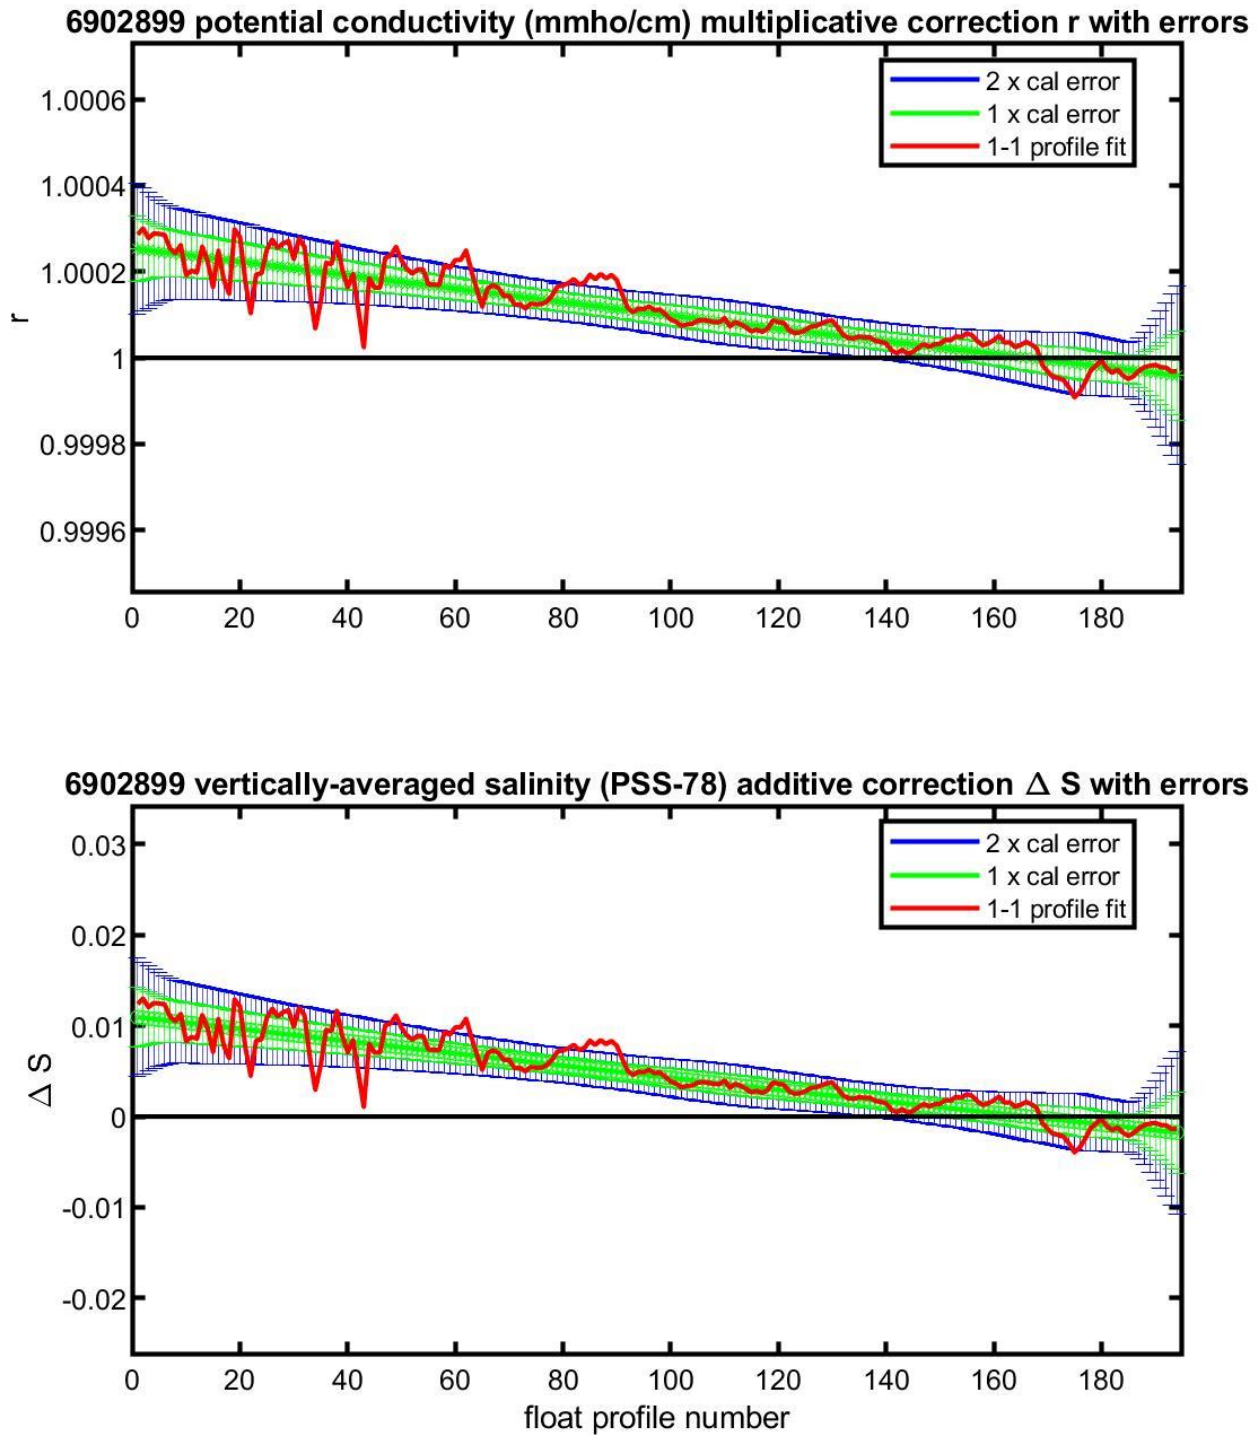 6902899 potential conductivity (mmho/cm) multiplicative correction r with errors
2 x cal error
1 x cal error
1-1 profile fit
1.0006
1.0004
1.0002
1
0.9998
0.9996
r
0 20 40 60 80 100 120 140 160 180
6902899 vertically-averaged salinity (PSS-78) additive correction Δ S with errors
2 x cal error
1 x cal error
1-1 profile fit
0.03
0.02
0.01
0
-0.01
-0.02
Δ S
0 20 40 60 80 100 120 140 160 180
float profile number